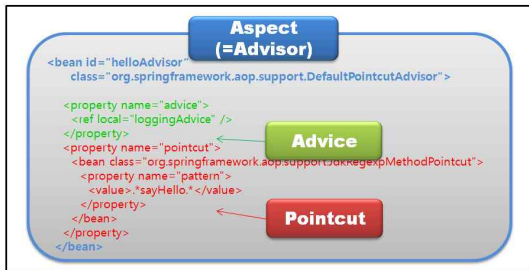 Aspect
(=Advisor)
<bean id="helloAdvisor"
class="org.springframework.aop.support.DefaultPointcutAdvisor">
<property name="advice">
<ref local="loggingAdvice" />
</property>
Advice
<property name="pointcut">
<bean class="org.springframework.aop.support.JdkRegexpMethodPointcut">
<property name="pattern">
<value>.*sayHello.*</value>
</property>
Pointcut
</bean>
</property>
</bean>